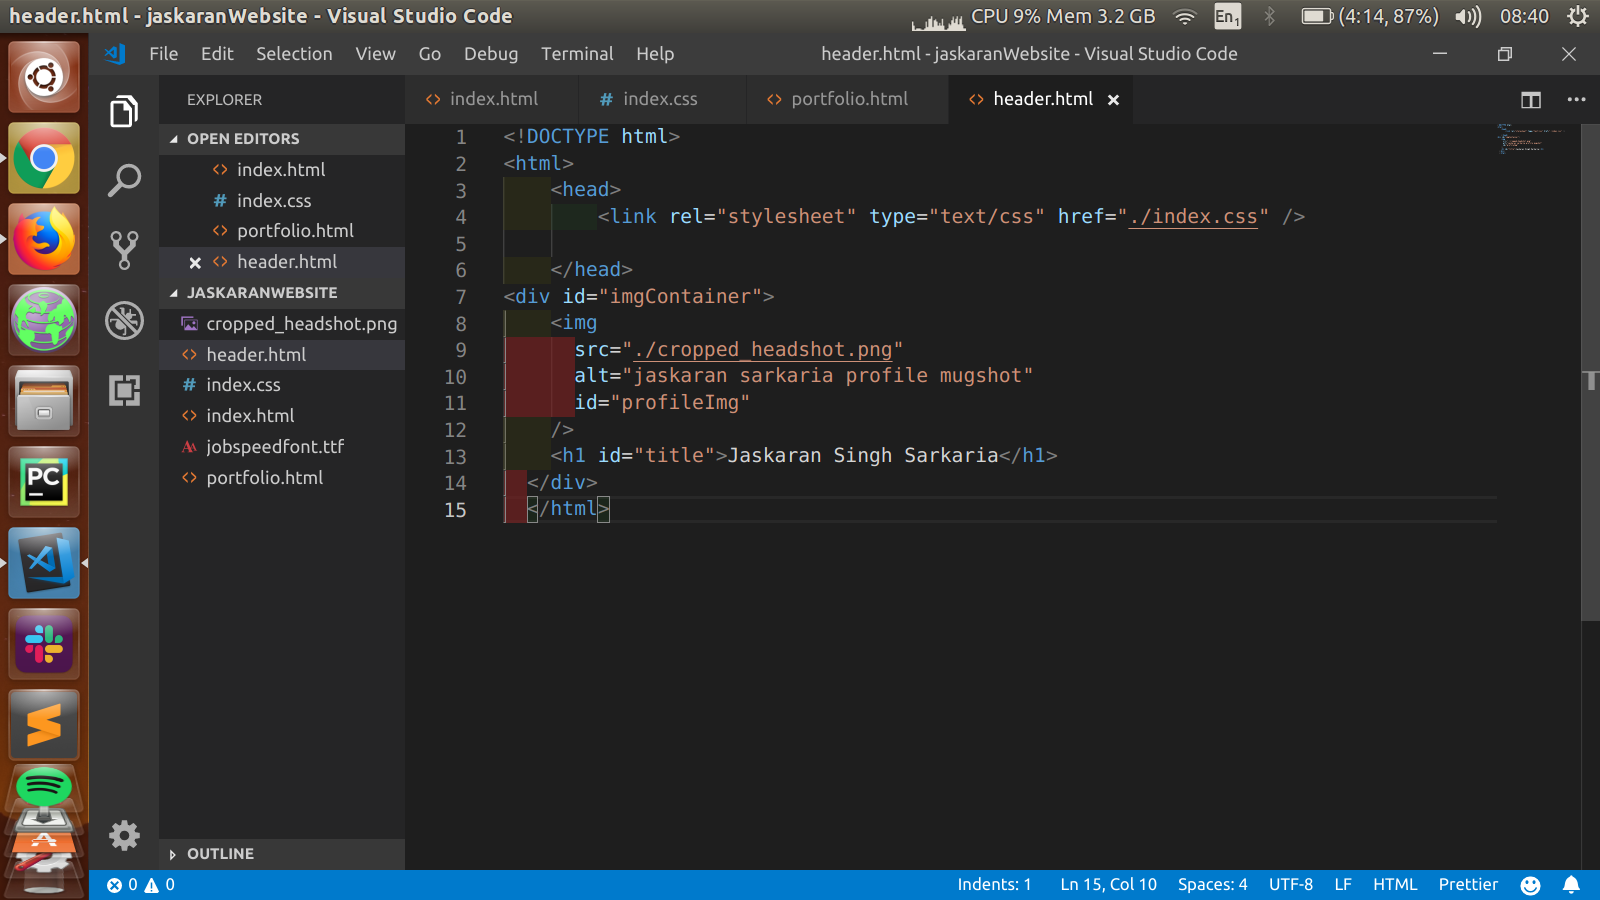 header.html - jaskaranWebsite - Visual Studio Code
CPU 9% Mem 3.2 GB
En1
(4:14, 87%)
08:40
File Edit Selection View Go Debug Terminal Help
header.html - jaskaranWebsite - Visual Studio Code
EXPLORER
OPEN EDITORS
index.html
index.css
portfolio.html
header.html
JASKARANWEBSITE
cropped_headshot.png
header.html
index.css
index.html
jobspeedfont.ttf
portfolio.html
OUTLINE
index.html
index.css
portfolio.html
header.html
1 <!DOCTYPE html>
2 <html>
3 <head>
4 <link rel="stylesheet" type="text/css" href="./index.css" />
5
6 </head>
7 <div id="imgContainer">
8 <img
9 src="./cropped_headshot.png"
10 alt="jaskaran sarkaria profile mugshot"
11 id="profileImg"
12 />
13 <h1 id="title">Jaskaran Singh Sarkaria</h1>
14 </div>
15 </html>
PC
0 0
Indents: 1
Ln 15, Col 10
Spaces: 4
UTF-8
LF
HTML
Prettier